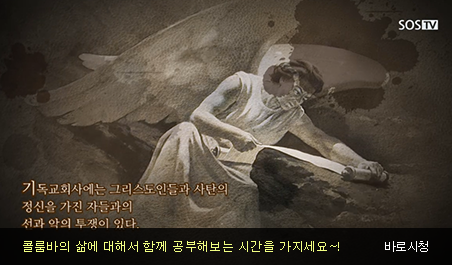 SOSTV
기독교회사에는 그리스도인들과 사탄의
정신을 가진 자들과의
선과 악의 투쟁이 있다.
콜룸바의 삶에 대해서 함께 공부해보는 시간을 가지세요~! 바로시청